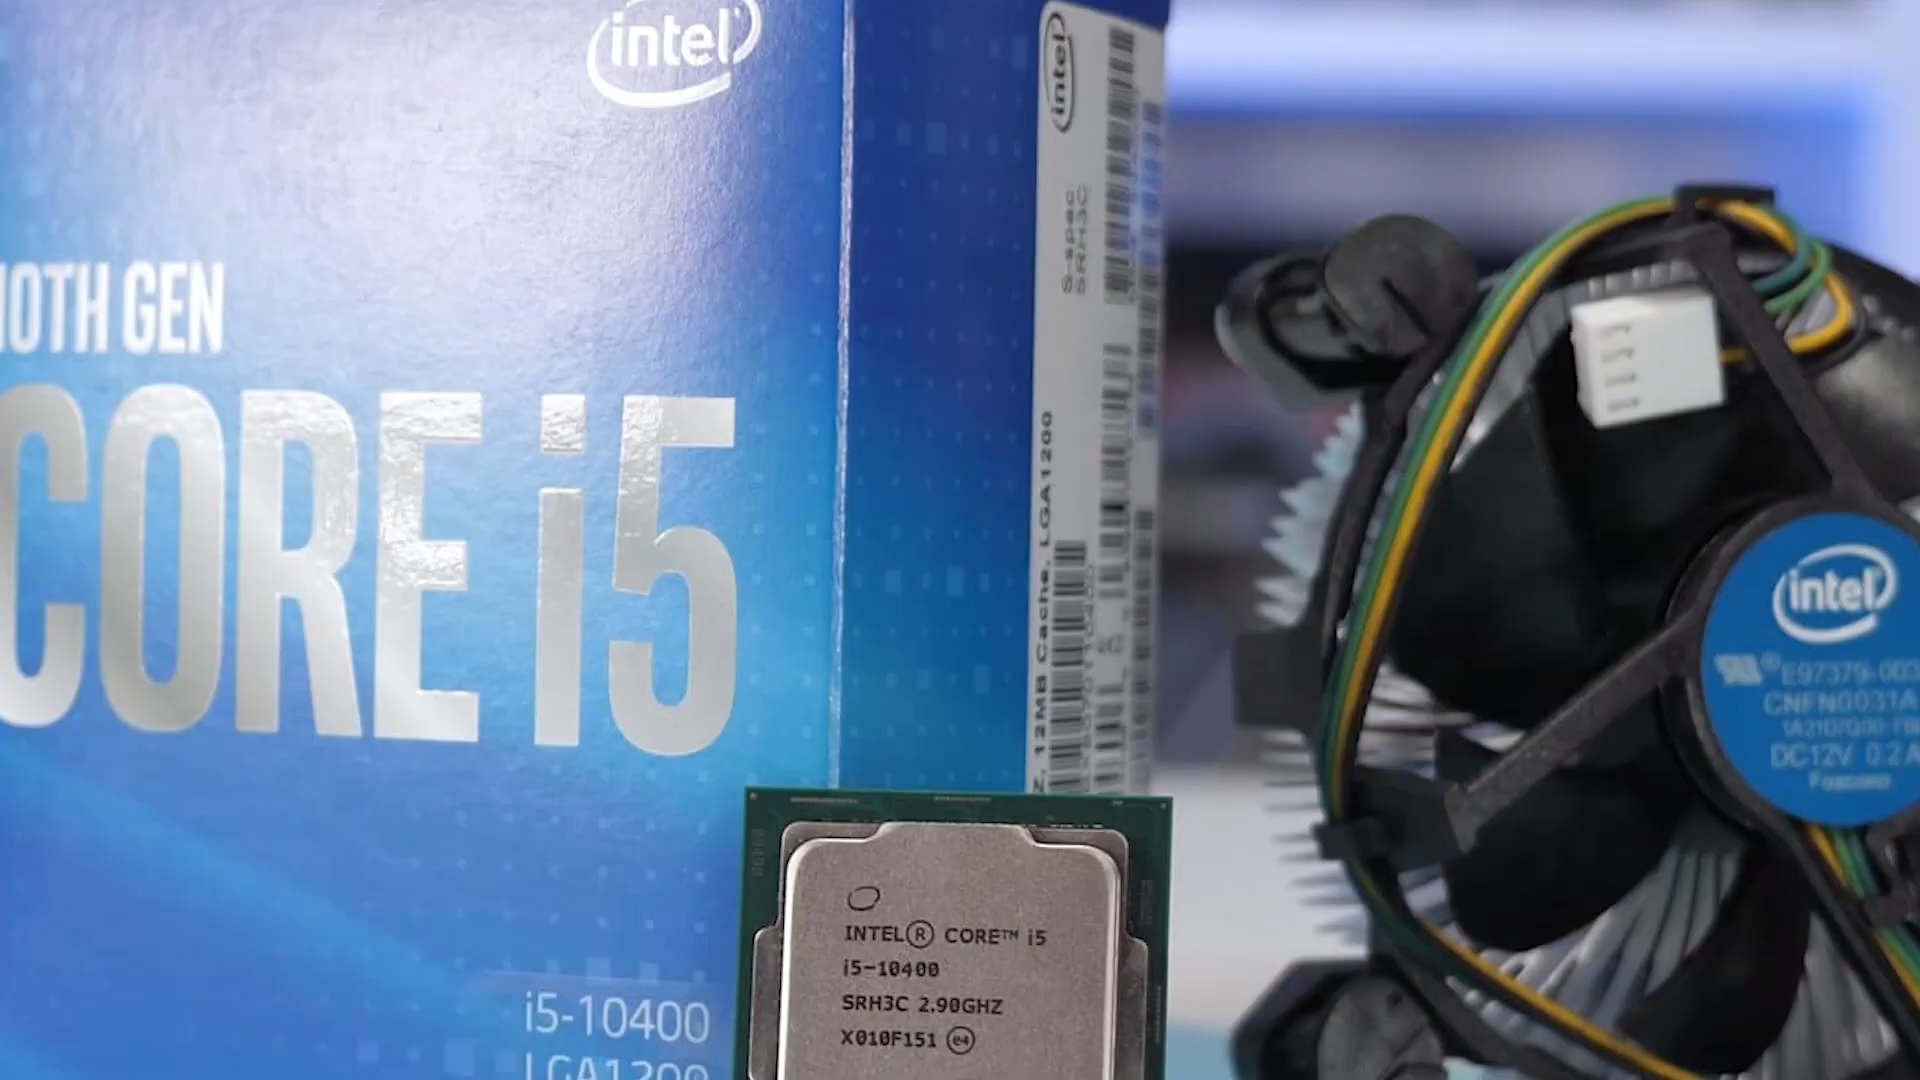 intel
10TH GEN
CORE i5
i5-10400
LGA1200
intel
S-spec
SRH3C
Z, 12MB Cache, LGA1200
INTEL® CORE™ i5
i5-10400
SRH3C 2.90GHZ
X010F151 e4
intel
E97379-003
CNFN0031A
DC12V 0.2A
Foxconn